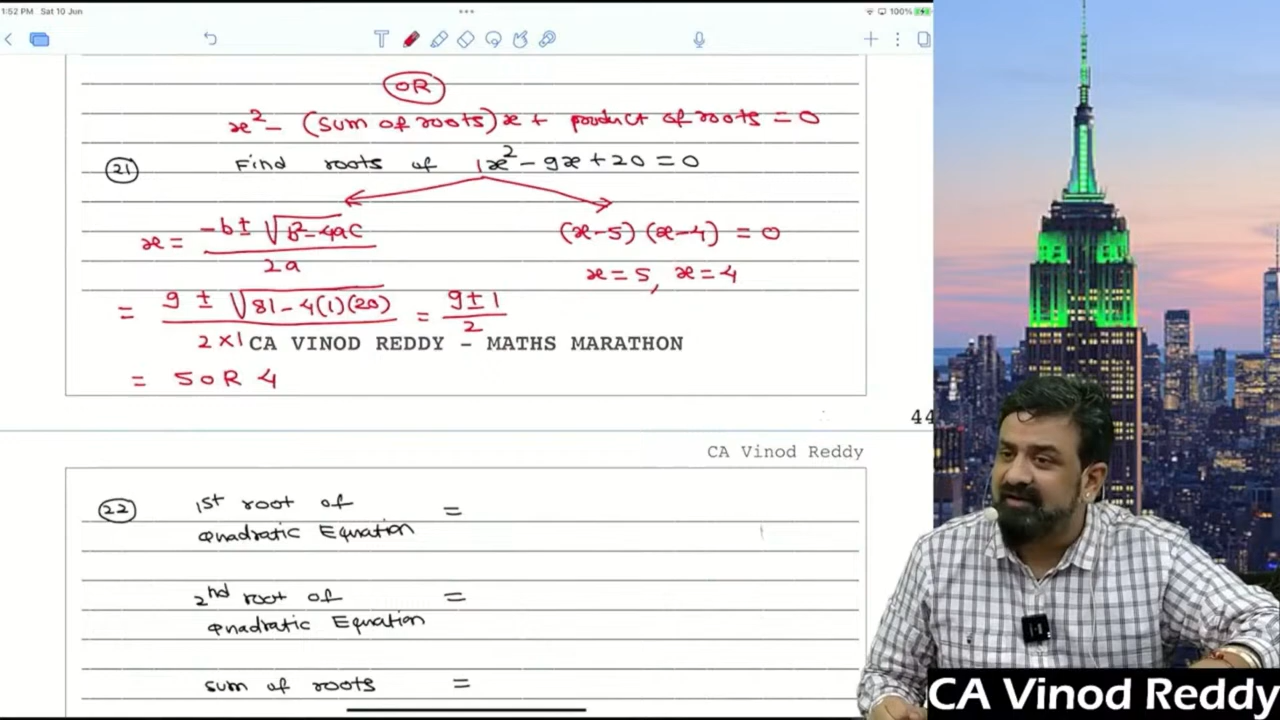 1:52 PM Sat 10 Jun
100%
T
OR
x² - (sum of roots) x + product of roots = 0
21 Find roots of 1x² - 9x + 20 = 0
x = -b ± √b² - 4ac / 2a
(x-5) (x-4) = 0
x = 5, x = 4
= 9 ± √81 - 4(1)(20) / 2×1 = 9 ± 1 / 2
CA VINOD REDDY - MATHS MARATHON
= 5 OR 4
44
CA Vinod Reddy
22 1st root of
Quadratic Equation =
2nd root of
Quadratic Equation =
sum of roots =
CA Vinod Reddy